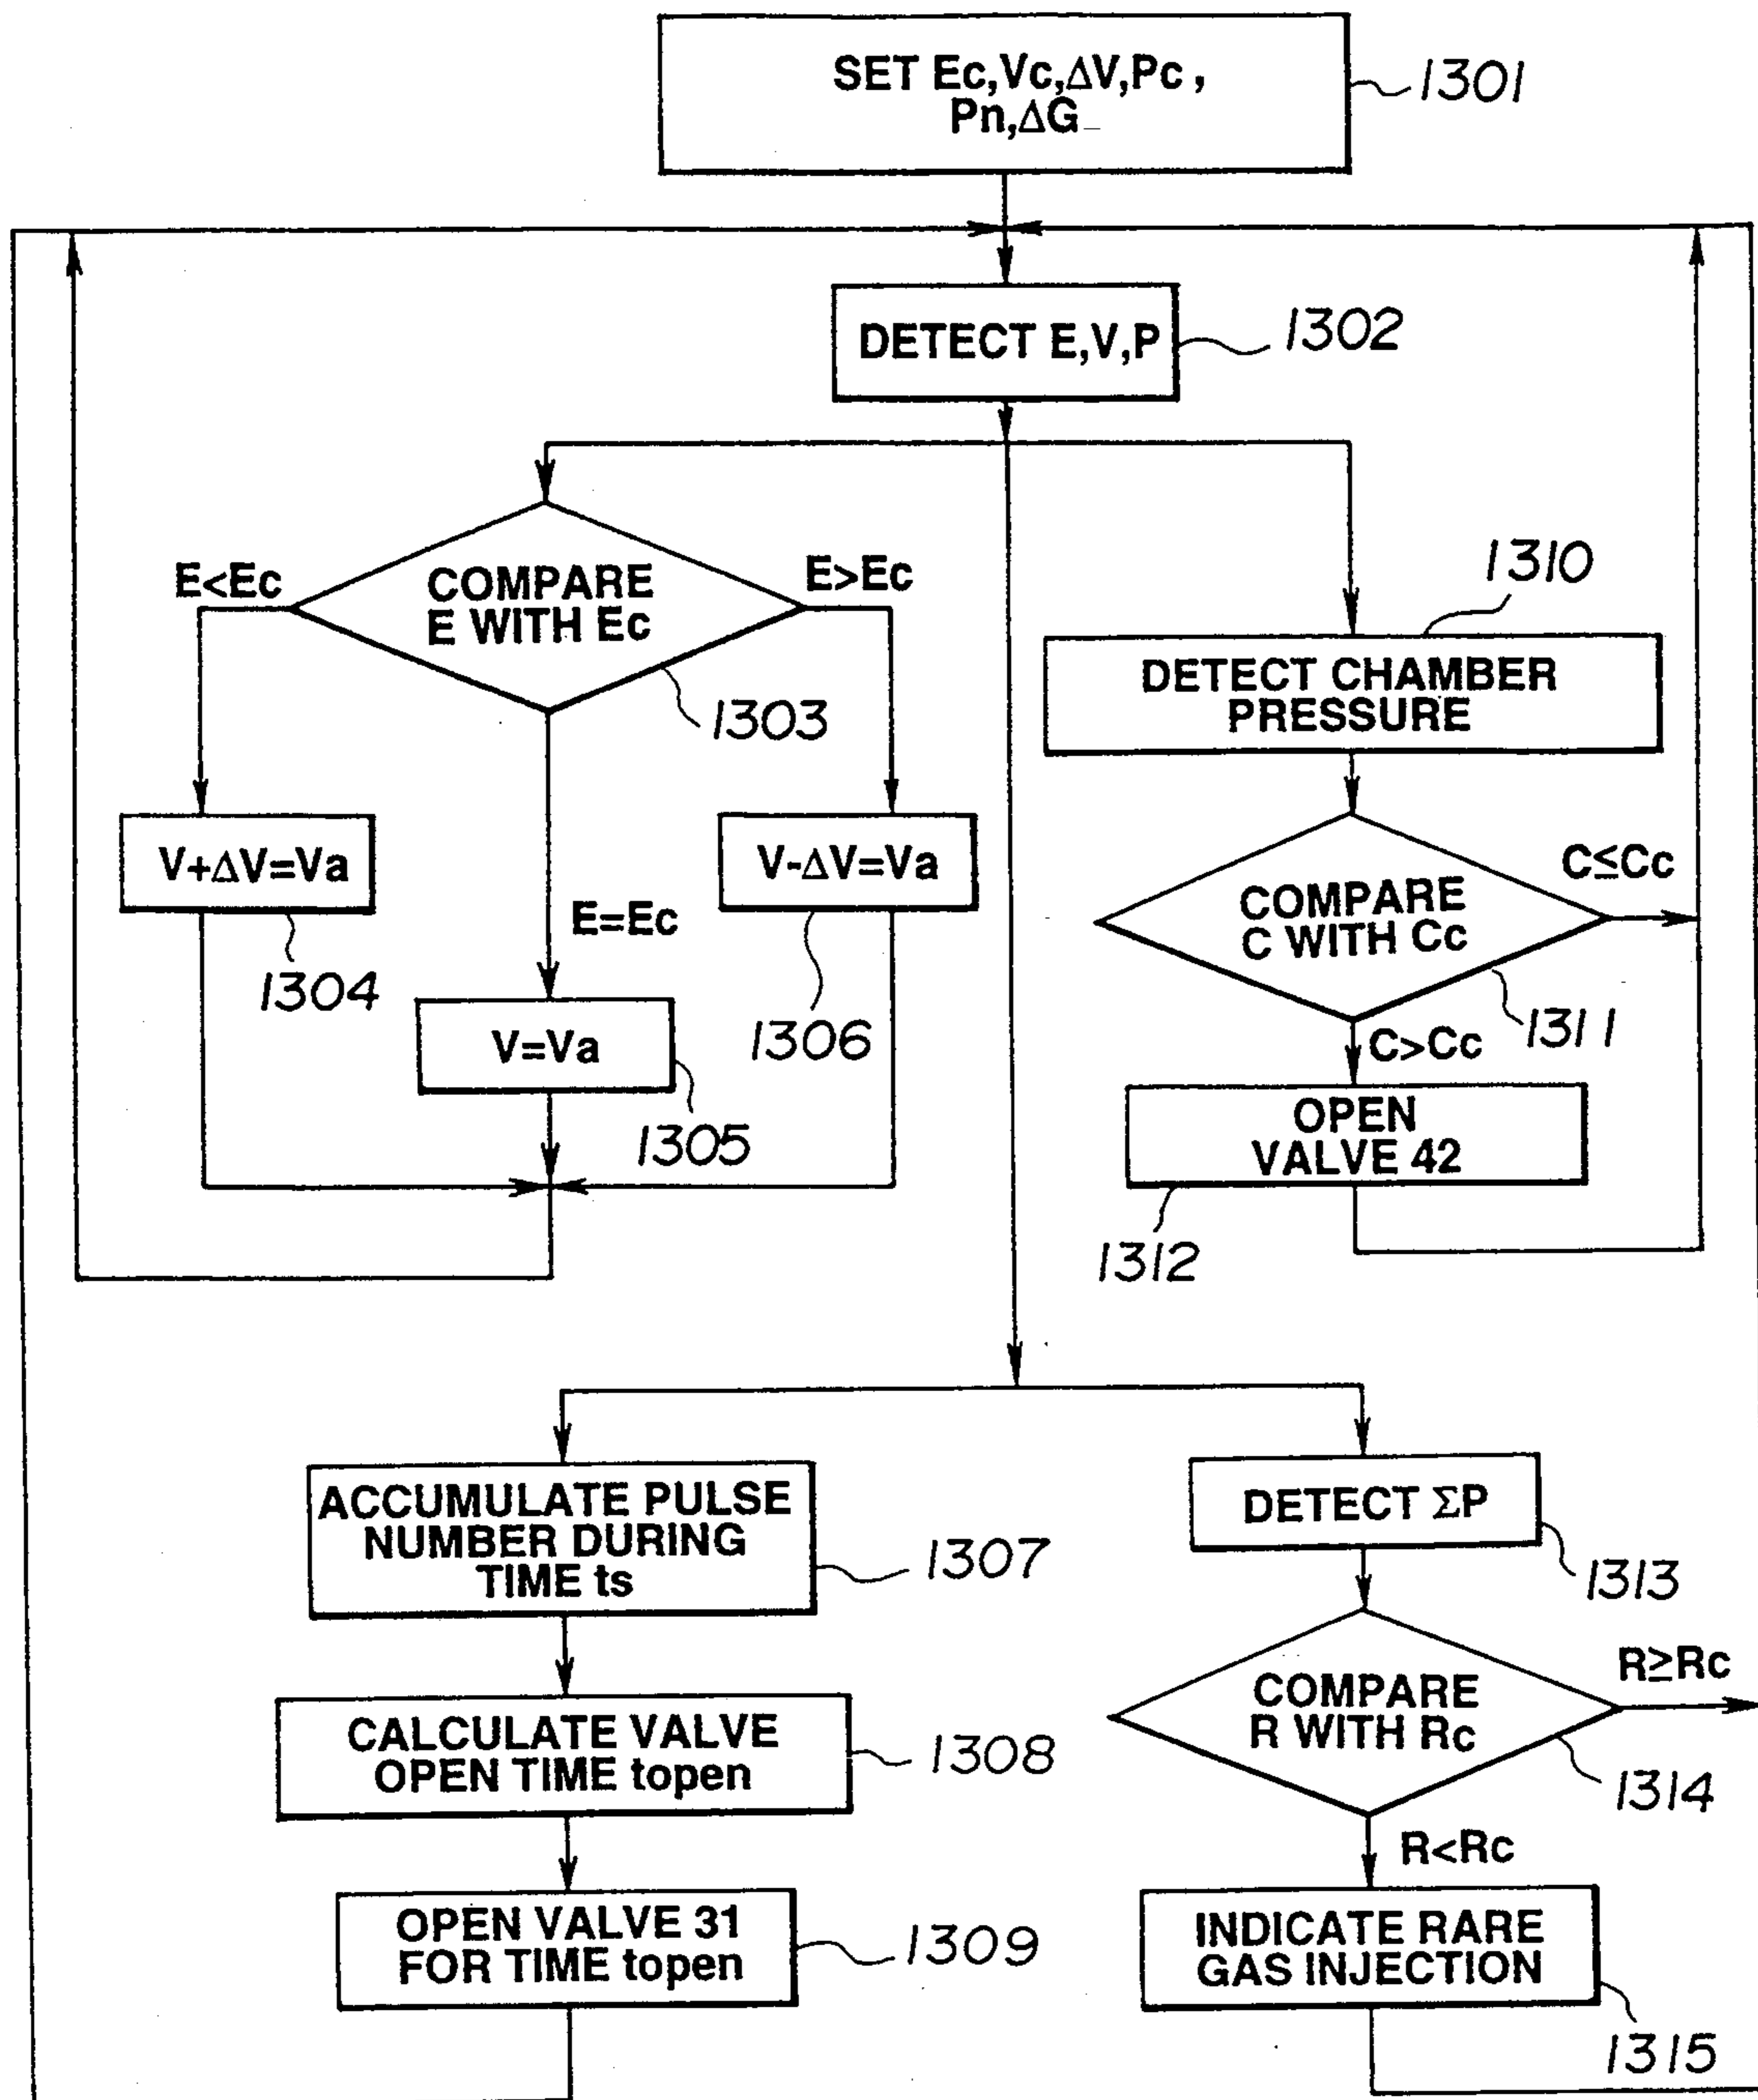 SET Ec,Vc,ΔV,Pc,
Pn,ΔG
1301
DETECT E,V,P
1302
E<Ec
COMPARE
E WITH Ec
E>Ec
1303
1310
DETECT CHAMBER
PRESSURE
V+ΔV=Va
1304
E=Ec
V-ΔV=Va
1306
V=Va
1305
C≤Cc
COMPARE
C WITH Cc
1311
C>Cc
OPEN
VALVE 42
1312
ACCUMULATE PULSE
NUMBER DURING
TIME ts
1307
CALCULATE VALVE
OPEN TIME topen
1308
OPEN VALVE 31
FOR TIME topen
1309
DETECT ΣP
1313
R≥Rc
COMPARE
R WITH Rc
1314
R<Rc
INDICATE RARE
GAS INJECTION
1315